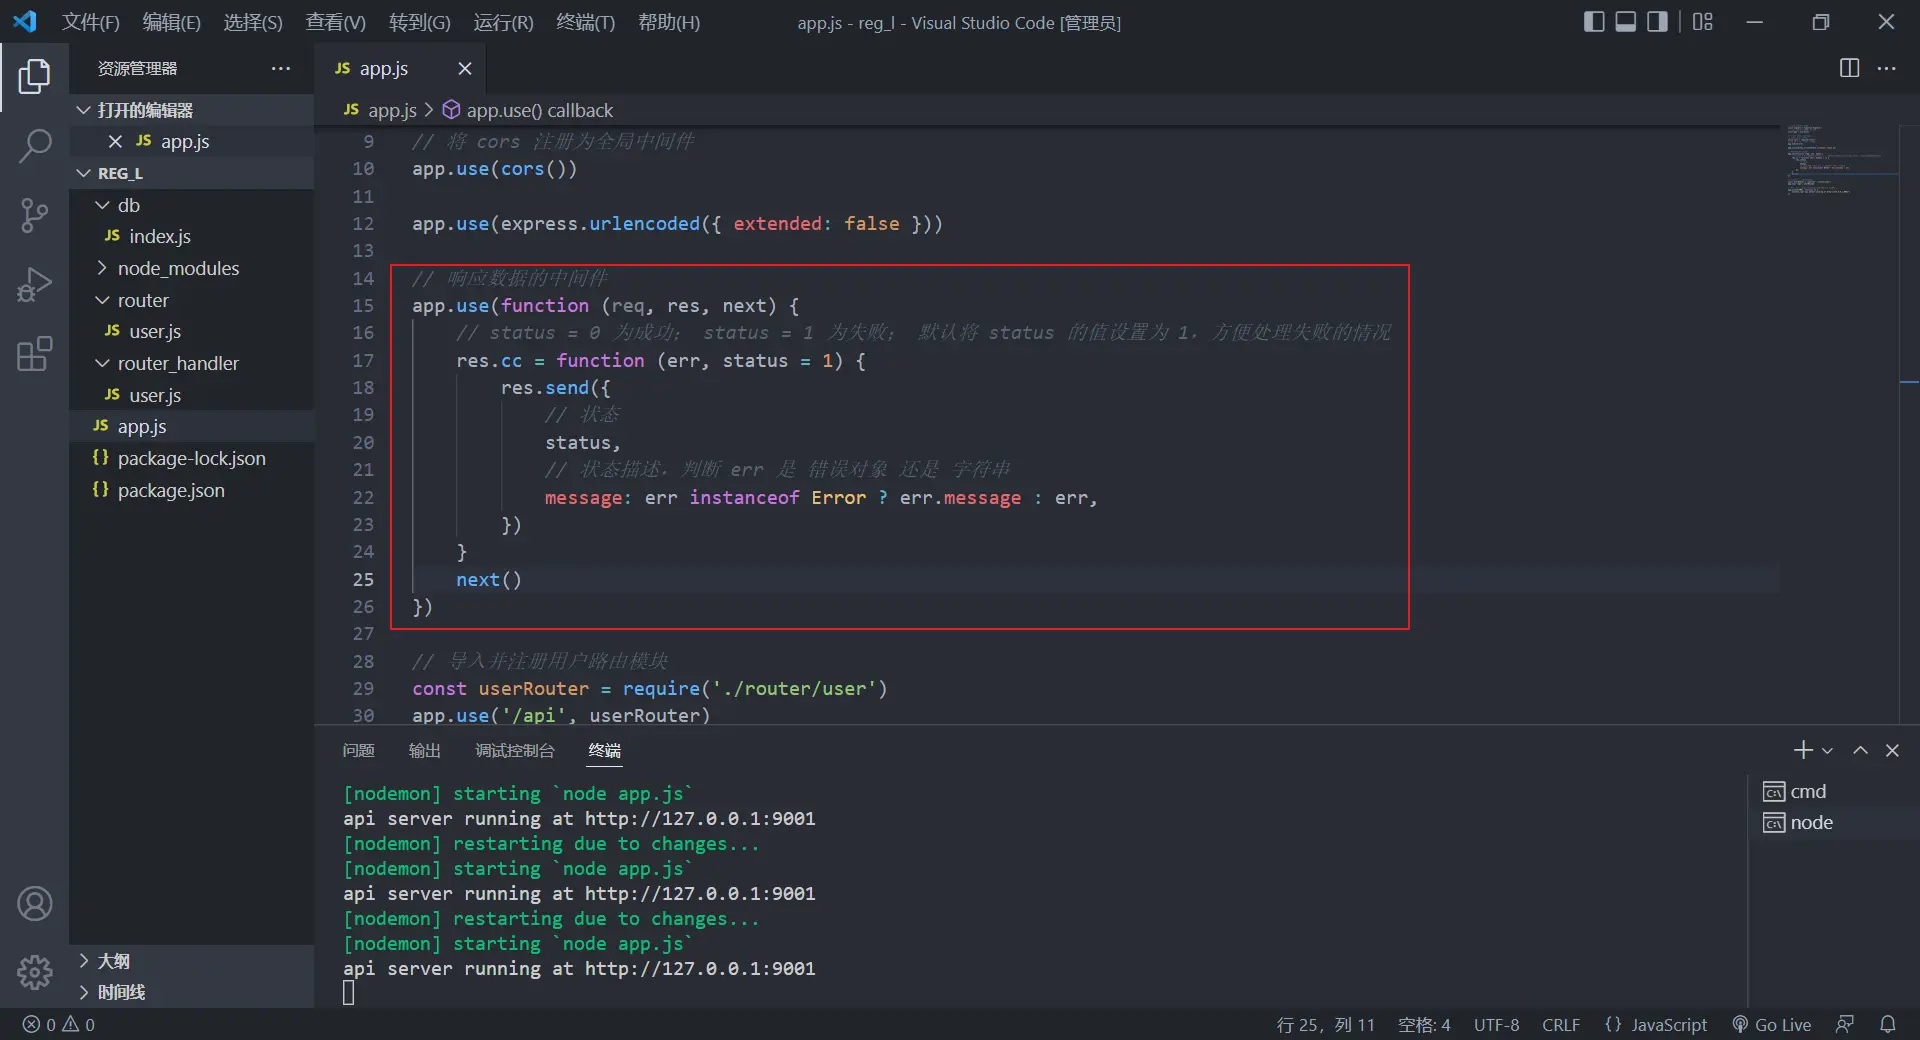 文件(F) 编辑(E) 选择(S) 查看(V) 转到(G) 运行(R) 终端(T) 帮助(H) app.js - reg_l - Visual Studio Code [管理员]
资源管理器
打开的编辑器
JS app.js
REG_L
db
JS index.js
node_modules
router
JS user.js
router_handler
JS user.js
JS app.js
{} package-lock.json
{} package.json
大纲
时间线
JS app.js
JS app.js > app.use() callback
9 // 将 cors 注册为全局中间件
10 app.use(cors())
11
12 app.use(express.urlencoded({ extended: false }))
13
14 // 响应数据的中间件
15 app.use(function (req, res, next) {
16 // status = 0 为成功; status = 1 为失败; 默认将 status 的值设置为 1，方便处理失败的情况
17 res.cc = function (err, status = 1) {
18 res.send({
19 // 状态
20 status,
21 // 状态描述，判断 err 是 错误对象 还是 字符串
22 message: err instanceof Error ? err.message : err,
23 })
24 }
25 next()
26 })
27
28 // 导入并注册用户路由模块
29 const userRouter = require('./router/user')
30 app.use('/api', userRouter)
问题 输出 调试控制台 终端
[nodemon] starting `node app.js`
api server running at http://127.0.0.1:9001
[nodemon] restarting due to changes...
[nodemon] starting `node app.js`
api server running at http://127.0.0.1:9001
[nodemon] restarting due to changes...
[nodemon] starting `node app.js`
api server running at http://127.0.0.1:9001
cmd
node
0 0 行 25，列 11 空格: 4 UTF-8 CRLF {} JavaScript Go Live